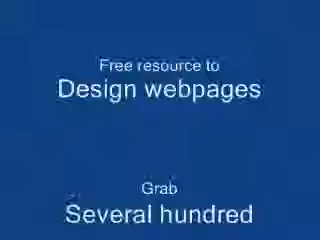 Free resource to
Design webpages
Grab
Several hundred